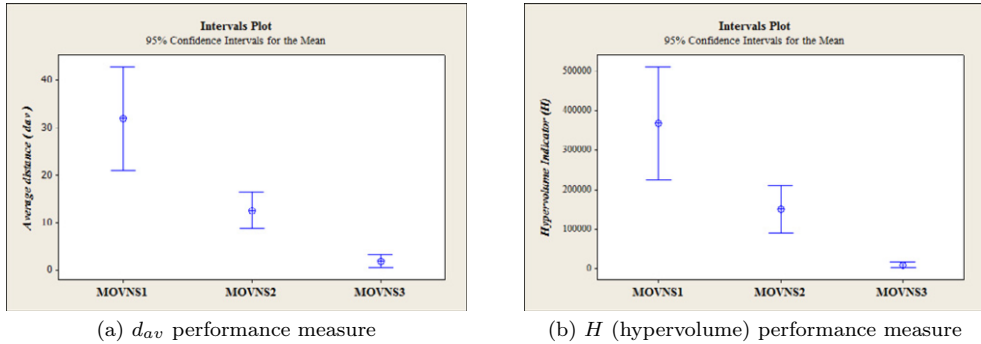 Intervals Plot
95% Confidence Intervals for the Mean
Average distance (dav)
40
30
20
10
0
MOVNS1 MOVNS2 MOVNS3
(a) d_{av} performance measure
Intervals Plot
95% Confidence Intervals for the Mean
Hypervolume Indicator (H)
500000
400000
300000
200000
100000
0
MOVNS1 MOVNS2 MOVNS3
(b) H (hypervolume) performance measure